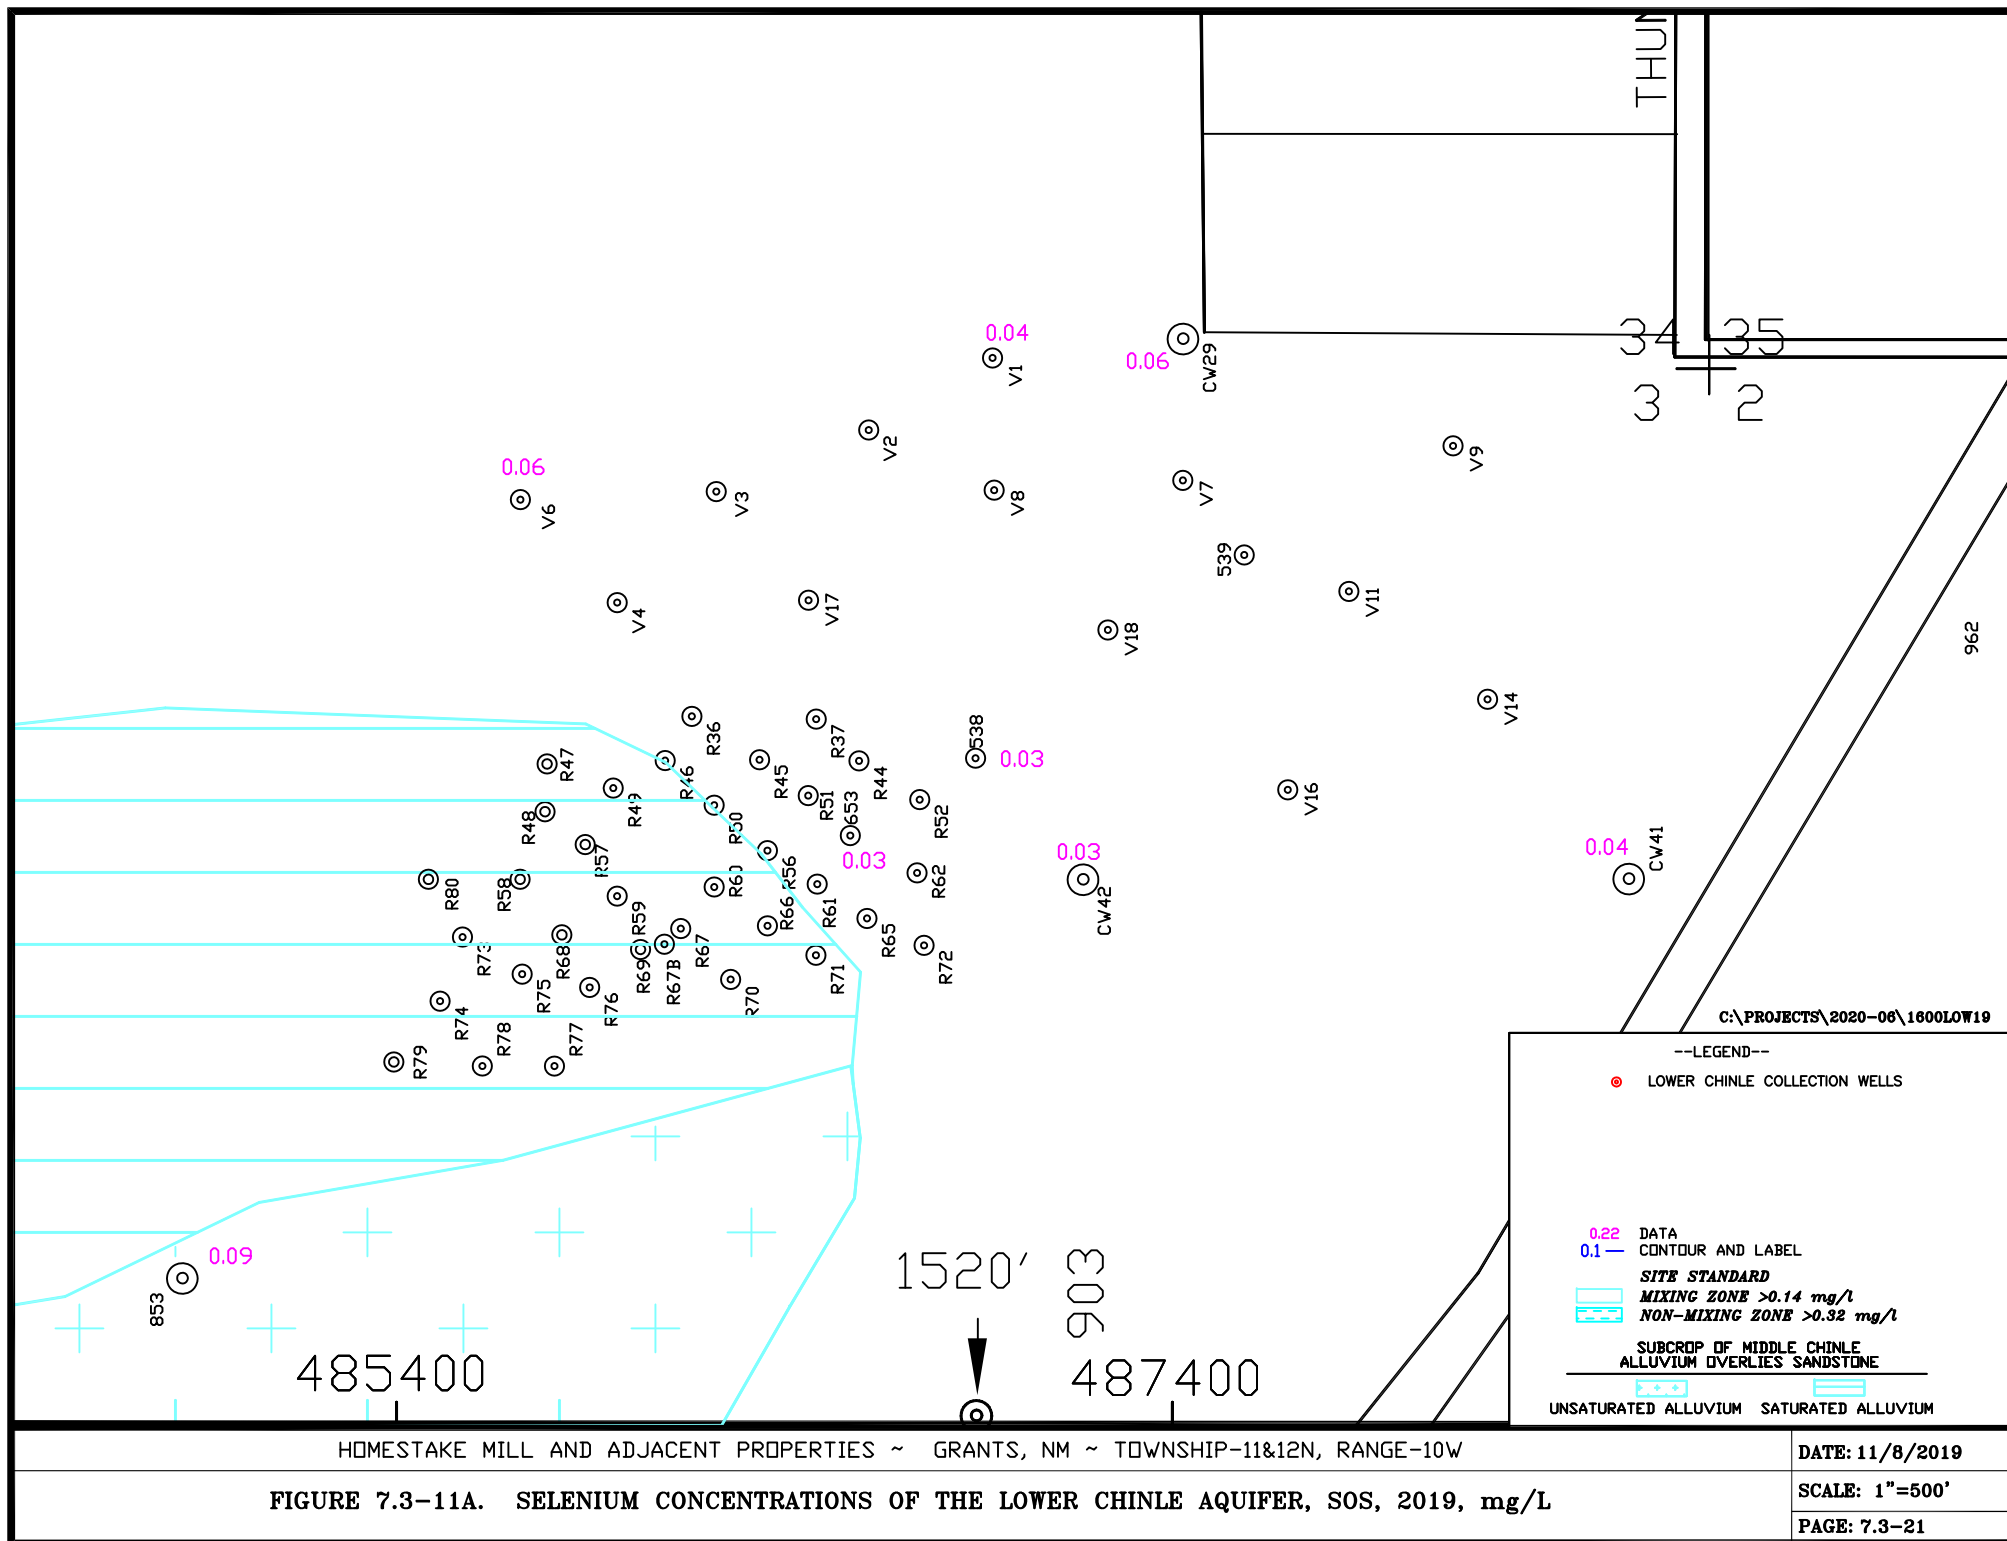 THUN
34 35
3 2
0.04
V1
0.06
CW29
V2
V9
0.06
V6
V3
V8
V7
539
V11
V4
V17
V18
962
V14
R36
R37
538
0.03
R47
R46
R45
R44
R49
R51
653
R52
V16
R48
R50
R57
0.03
0.03
0.04
CW41
R80
R58
R60
R56
R62
CW42
R59
R66
R61
R65
R73
R68
R69
R67B
R67
R71
R72
R75
R76
R70
R74
R78
R77
R79
C:\PROJECTS\2020-06\1600LOW19
--LEGEND--
LOWER CHINLE COLLECTION WELLS
0.22 DATA
0.1 — CONTOUR AND LABEL
SITE STANDARD
MIXING ZONE >0.14 mg/l
NON-MIXING ZONE >0.32 mg/l
SUBCROP OF MIDDLE CHINLE
ALLUVIUM OVERLIES SANDSTONE
UNSATURATED ALLUVIUM SATURATED ALLUVIUM
0.09
853
1520'
903
485400
487400
HOMESTAKE MILL AND ADJACENT PROPERTIES ~ GRANTS, NM ~ TOWNSHIP-11&12N, RANGE-10W
DATE: 11/8/2019
FIGURE 7.3-11A. SELENIUM CONCENTRATIONS OF THE LOWER CHINLE AQUIFER, SOS, 2019, mg/L
SCALE: 1"=500'
PAGE: 7.3-21